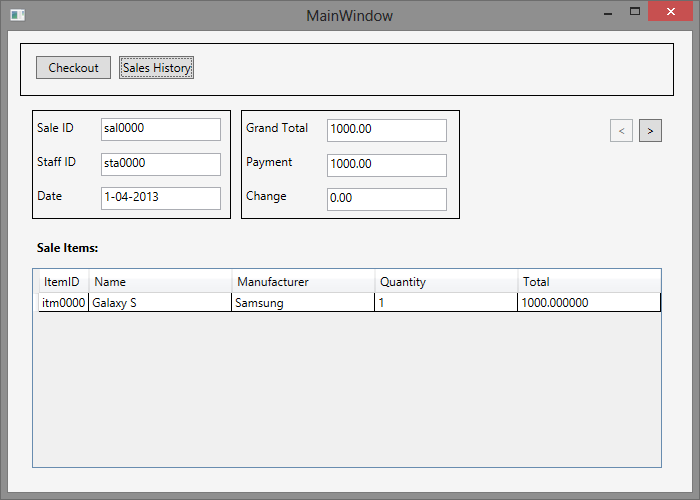 MainWindow
Checkout Sales History
Sale ID sal0000 Grand Total 1000.00 < >
Staff ID sta0000 Payment 1000.00
Date 1-04-2013 Change 0.00
Sale Items:
ItemID Name Manufacturer Quantity Total
itm0000 Galaxy S Samsung 1 1000.000000